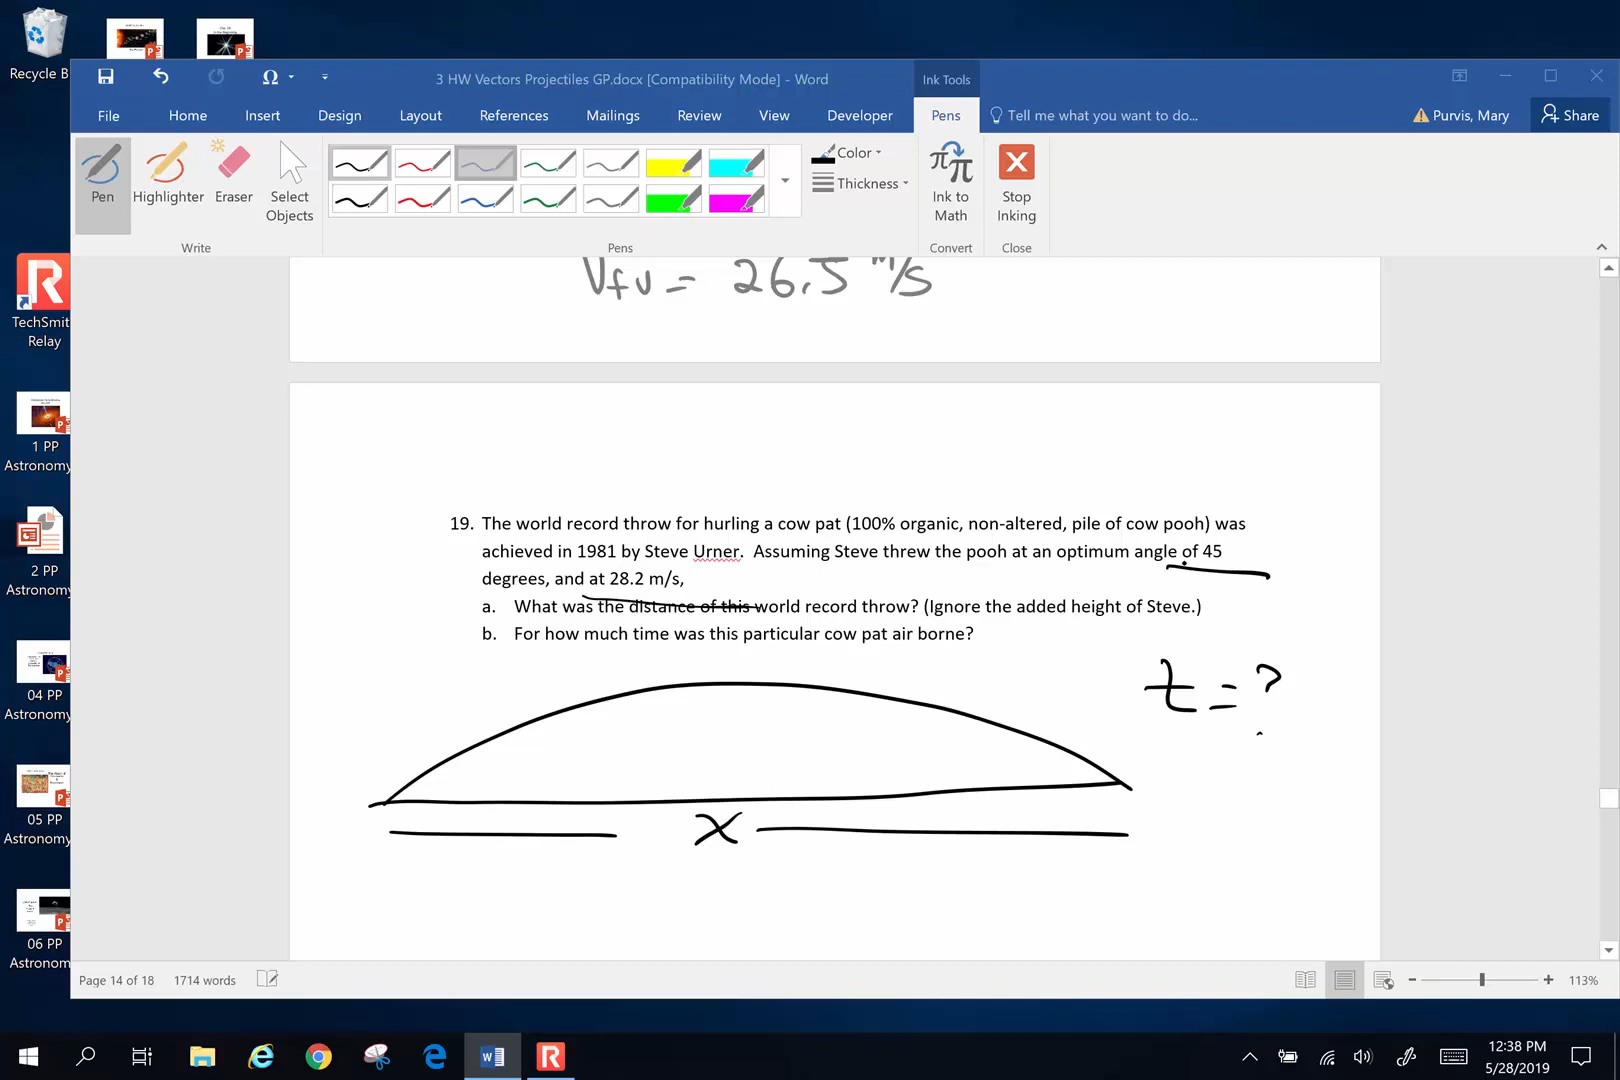 Recycle B
3 HW Vectors Projectiles GP.docx [Compatibility Mode] - Word
Ink Tools
File Home Insert Design Layout References Mailings Review View Developer Pens Tell me what you want to do... Purvis, Mary Share
Pen Highlighter Eraser Select Objects
Color
Thickness
Ink to Math
Stop Inking
Write Pens Convert Close
Vfv = 26.5 m/s
TechSmit
Relay
1 PP
Astronomy
2 PP
Astronomy
04 PP
Astronomy
05 PP
Astronomy
06 PP
Astronom
19. The world record throw for hurling a cow pat (100% organic, non-altered, pile of cow pooh) was
achieved in 1981 by Steve Urner. Assuming Steve threw the pooh at an optimum angle of 45
degrees, and at 28.2 m/s,
a. What was the distance of this world record throw? (Ignore the added height of Steve.)
b. For how much time was this particular cow pat air borne?
t = ?
x
Page 14 of 18 1714 words 113%
12:38 PM
5/28/2019